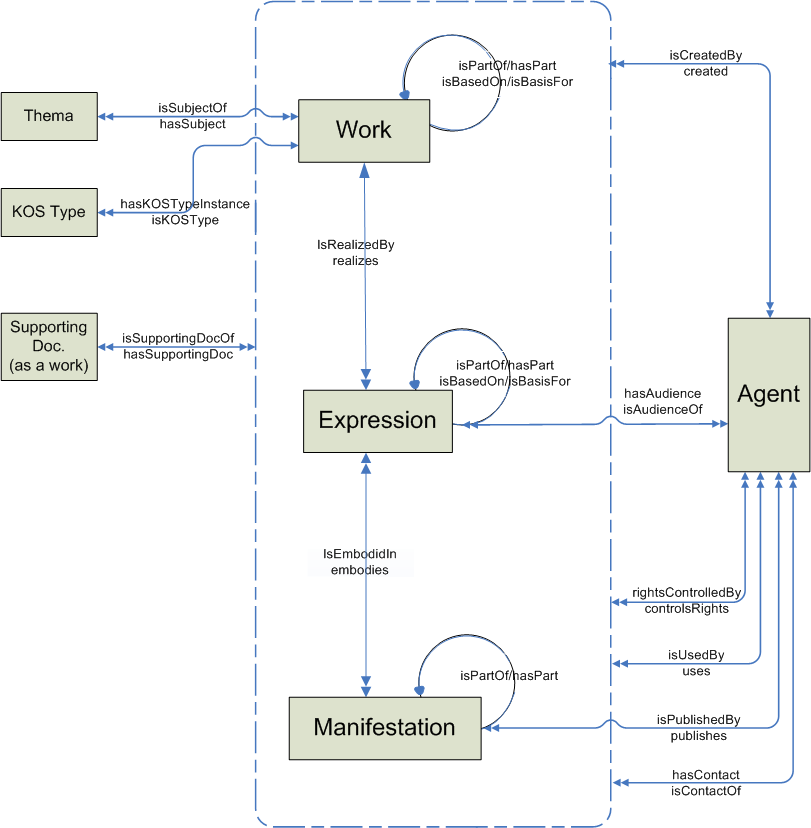 isPartOf/hasPart
isBasedOn/isBasisFor
isCreatedBy
created
Thema
isSubjectOf
hasSubject
Work
KOS Type
hasKOSTypeInstance
isKOSType
IsRealizedBy
realizes
Supporting
Doc.
(as a work)
isSupportingDocOf
hasSupportingDoc
isPartOf/hasPart
isBasedOn/isBasisFor
Expression
hasAudience
isAudienceOf
Agent
IsEmbodidIn
embodies
rightsControlledBy
controlsRights
isUsedBy
uses
isPartOf/hasPart
Manifestation
isPublishedBy
publishes
hasContact
isContactOf